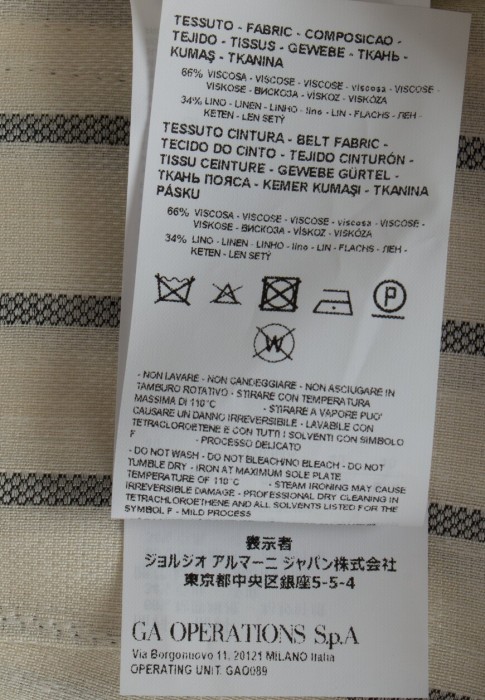 TESSUTO - FABRIC - COMPOSICAO -
TEJIDO - TISSUS - GEWEBE - ТКАНЬ -
KUMAŞ - TKANINA
66% VISCOSA - VISCOSE - VISCOSE - viscosa - VISCOSE -
VISKOSE - ВИСКОЗА - VİSKOZ - VISKÓZA
34% LINO - LINEN - LINHO - lino - LIN - FLACHS - ЛЕН -
KETEN - LEN SETÝ
TESSUTO CINTURA - BELT FABRIC -
TECIDO DO CINTO - TEJIDO CINTURÓN -
TISSU CEINTURE - GEWEBE GÜRTEL -
ТКАНЬ ПОЯСА - KEMER KUMAŞI - TKANINA
PÁSKU
66% VISCOSA - VISCOSE - VISCOSE - viscosa - VISCOSE -
VISKOSE - ВИСКОЗА - VİSKOZ - VISKÓZA
34% LINO - LINEN - LINHO - lino - LIN - FLACHS - ЛЕН -
KETEN - LEN SETÝ
P
W
- NON LAVARE - NON CANDEGGIARE - NON ASCIUGARE IN
TAMBURO ROTATIVO - STIRARE CON TEMPERATURA
MASSIMA DI 110°C - STIRARE A VAPORE PUO'
CAUSARE UN DANNO IRREVERSIBILE - LAVABILE CON
TETRACLOROETENE E CON TUTTI I SOLVENTI CON SIMBOLO
F - PROCESSO DELICATO
- DO NOT WASH - DO NOT BLEACH/NO BLEACH - DO NOT
TUMBLE DRY - IRON AT MAXIMUM SOLE PLATE
TEMPERATURE OF 110°C - STEAM IRONING MAY CAUSE
IRREVERSIBLE DAMAGE - PROFESSIONAL DRY CLEANING IN
TETRACHLOROETHENE AND ALL SOLVENTS LISTED FOR THE
SYMBOL F - MILD PROCESS
表示者
ジョルジオ アルマーニ ジャパン株式会社
東京都中央区銀座5-5-4
GA OPERATIONS S.p.A
Via Borgonuovo 11, 20121 MILANO Italia
OPERATING UNIT GAO089